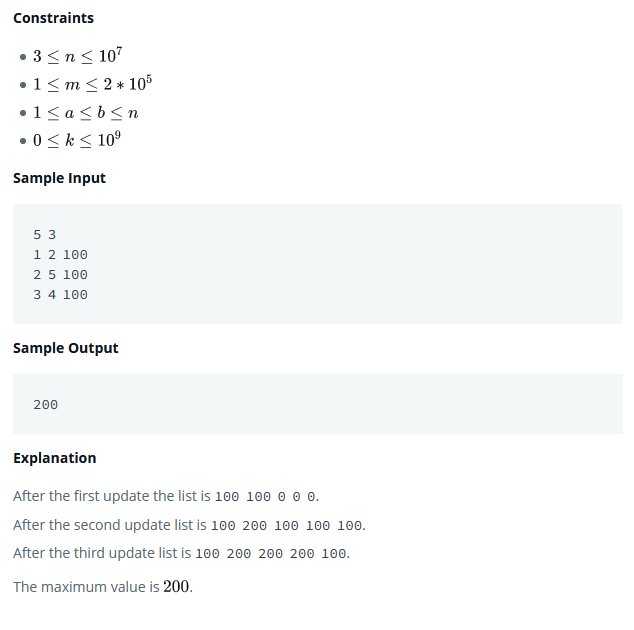 Constraints
• 3 ≤ n ≤ 10⁷
• 1 ≤ m ≤ 2 * 10⁵
• 1 ≤ a ≤ b ≤ n
• 0 ≤ k ≤ 10⁹
Sample Input
5 3
1 2 100
2 5 100
3 4 100
Sample Output
200
Explanation
After the first update the list is 100 100 0 0 0.
After the second update list is 100 200 100 100 100.
After the third update list is 100 200 200 200 100.
The maximum value is 200.